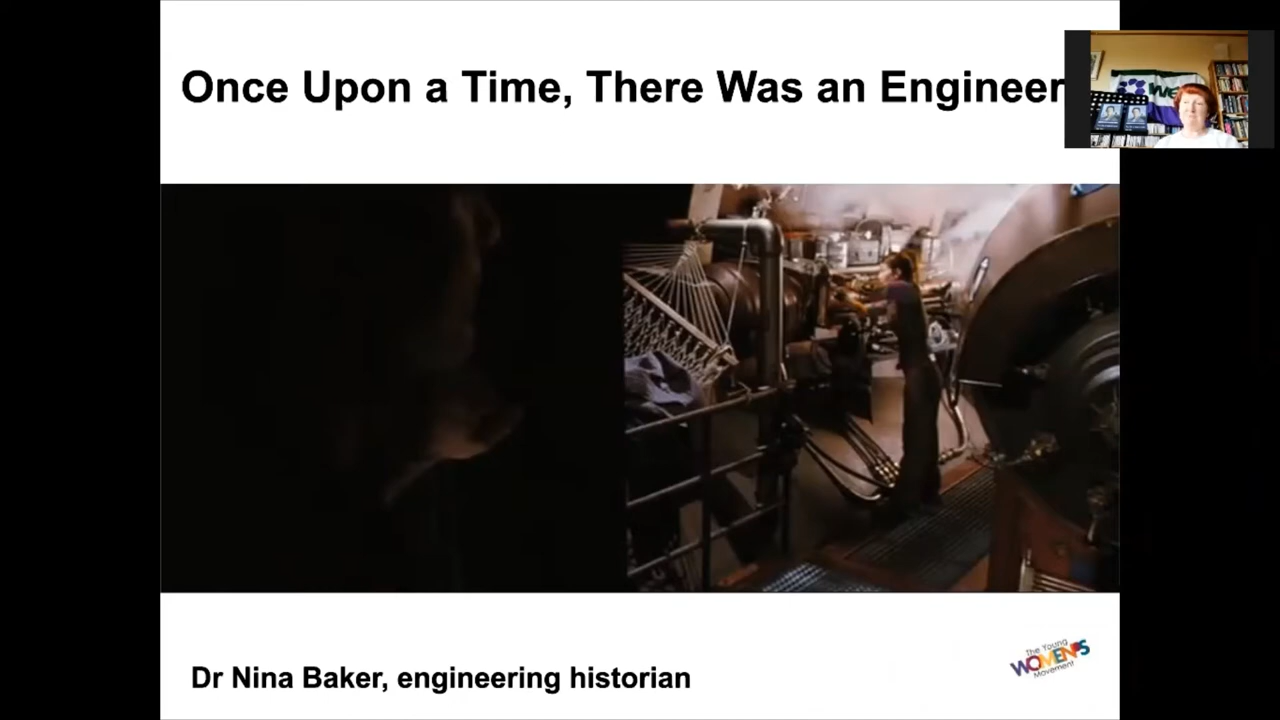 Once Upon a Time, There Was an Engineer
Dr Nina Baker, engineering historian
The Young
WOMEN'S
Movement